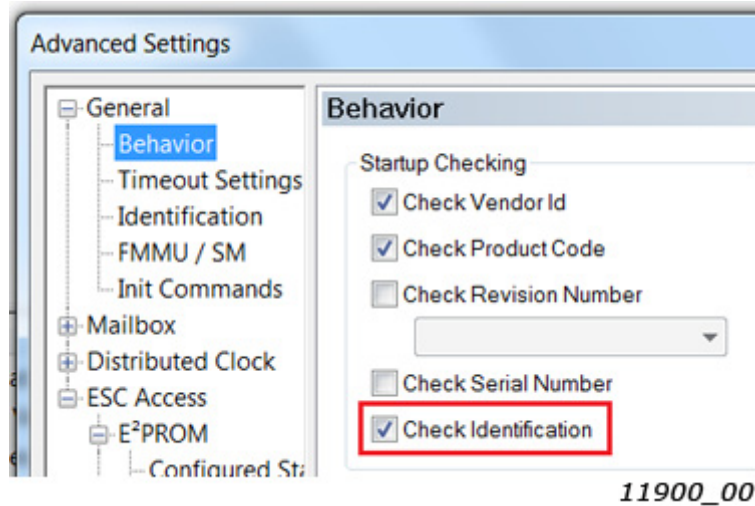 Advanced Settings
General
Behavior
Timeout Settings
Identification
FMMU / SM
Init Commands
Mailbox
Distributed Clock
ESC Access
E²PROM
Behavior
Startup Checking
Check Vendor Id
Check Product Code
Check Revision Number
Check Serial Number
Check Identification
11900_00